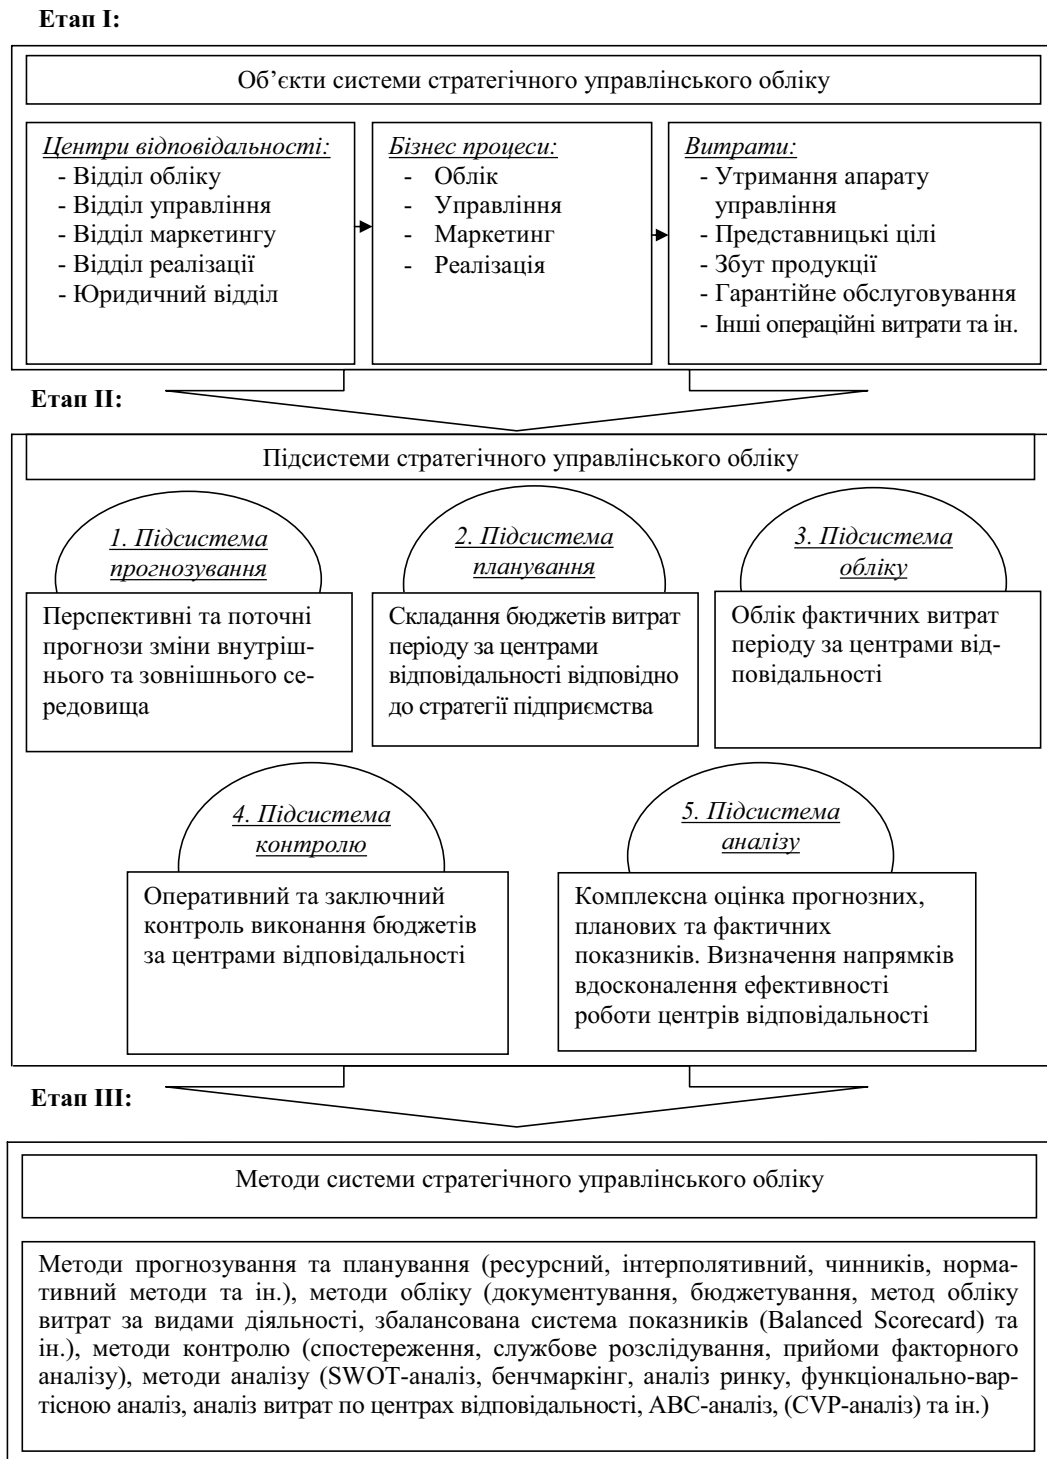 Етап І:
Об’єкти системи стратегічного управлінського обліку
Центри відповідальності:
- Відділ обліку
- Відділ управління
- Відділ маркетингу
- Відділ реалізації
- Юридичний відділ
Бізнес процеси:
- Облік
- Управління
- Маркетинг
- Реалізація
Витрати:
- Утримання апарату
управління
- Представницькі цілі
- Збут продукції
- Гарантійне обслуговування
- Інші операційні витрати та ін.
Етап ІІ:
Підсистеми стратегічного управлінського обліку
1. Підсистема
прогнозування
Перспективні та поточні
прогнози зміни внутріш-
нього та зовнішнього се-
редовища
2. Підсистема
планування
Складання бюджетів витрат
періоду за центрами
відповідальності відповідно
до стратегії підприємства
3. Підсистема
обліку
Облік фактичних витрат
періоду за центрами від-
повідальності
4. Підсистема
контролю
Оперативний та заключний
контроль виконання бюджетів
за центрами відповідальності
5. Підсистема
аналізу
Комплексна оцінка прогнозних,
планових та фактичних
показників. Визначення напрямків
вдосконалення ефективності
роботи центрів відповідальності
Етап ІІІ:
Методи системи стратегічного управлінського обліку
Методи прогнозування та планування (ресурсний, інтерполятивний, чинників, норма-
тивний методи та ін.), методи обліку (документування, бюджетування, метод обліку
витрат за видами діяльності, збалансована система показників (Balanced Scorecard) та
ін.), методи контролю (спостереження, службове розслідування, прийоми факторного
аналізу), методи аналізу (SWOT-аналіз, бенчмаркінг, аналіз ринку, функціонально-вар-
тісною аналіз, аналіз витрат по центрах відповідальності, ABC-аналіз, (CVP-аналіз) та ін.)